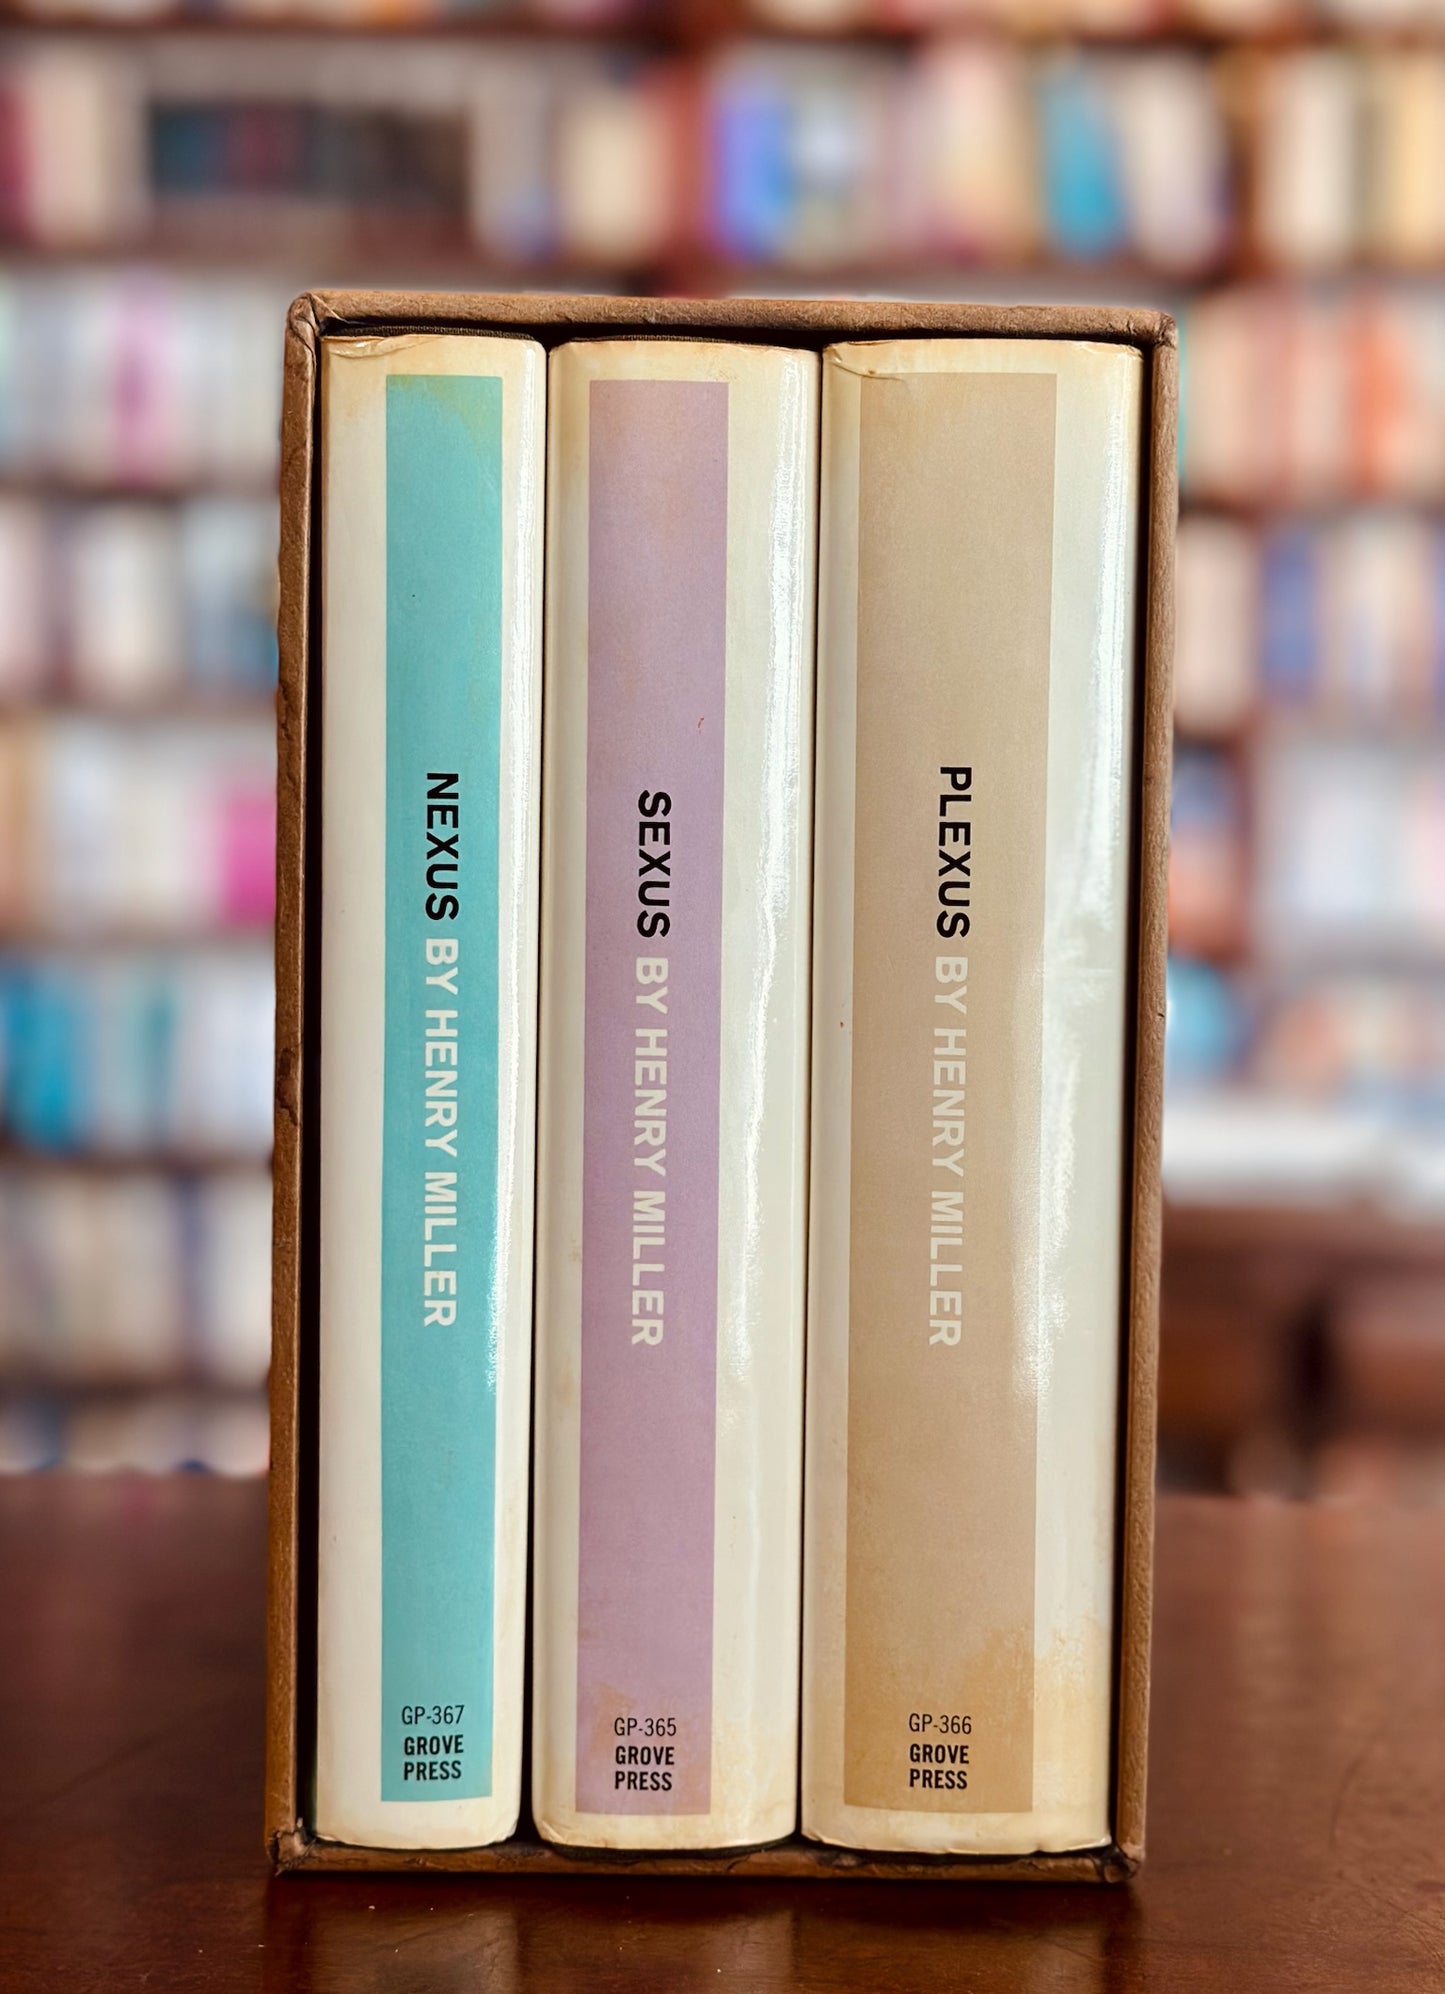 NEXUS BY HENRY MILLER
GP-367
GROVE
PRESS
SEXUS BY HENRY MILLER
GP-365
GROVE
PRESS
PLEXUS BY HENRY MILLER
GP-366
GROVE
PRESS